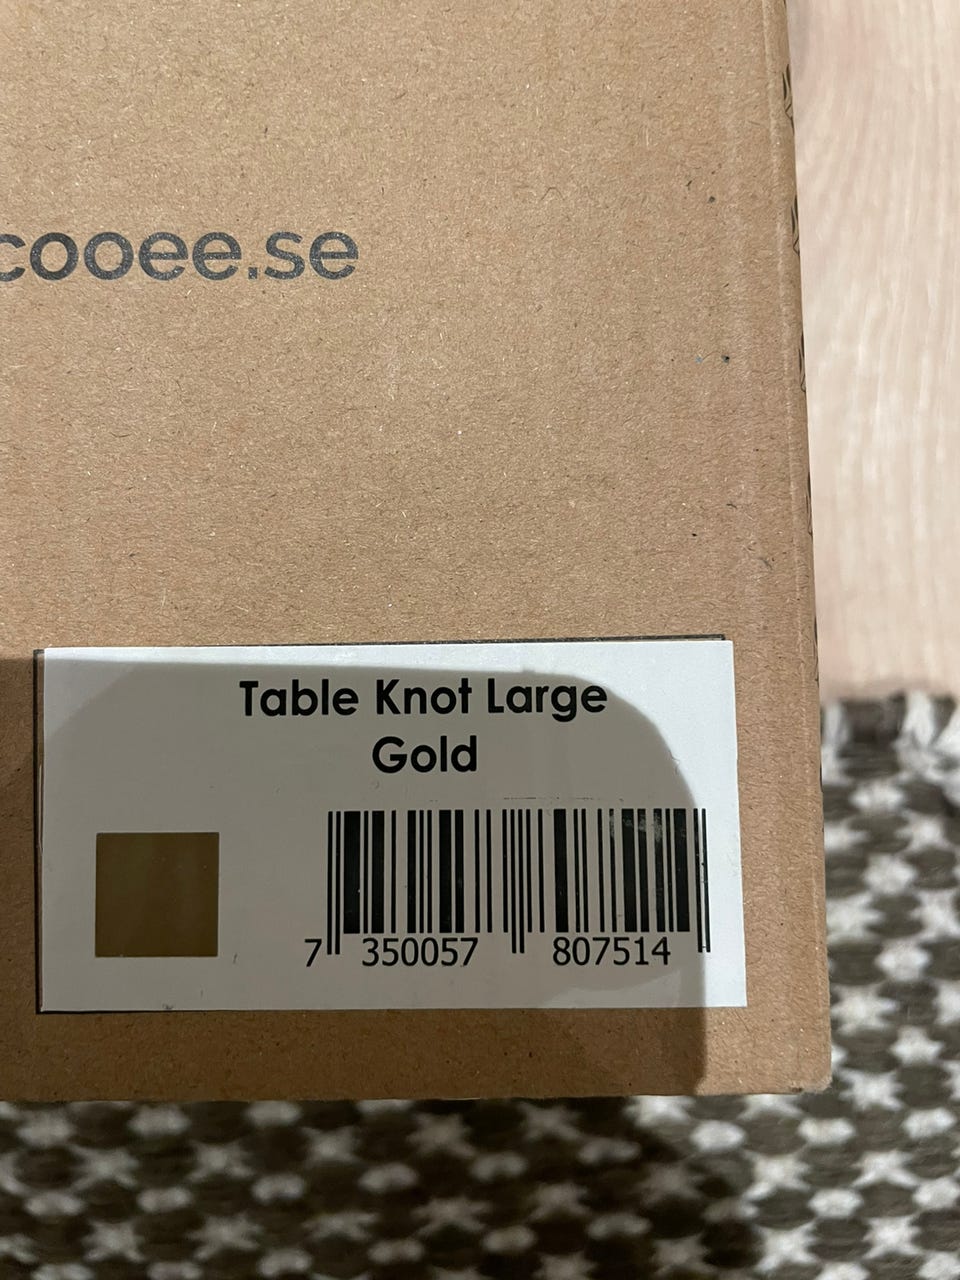 cooee.se
Table Knot Large
Gold
7 350057 807514